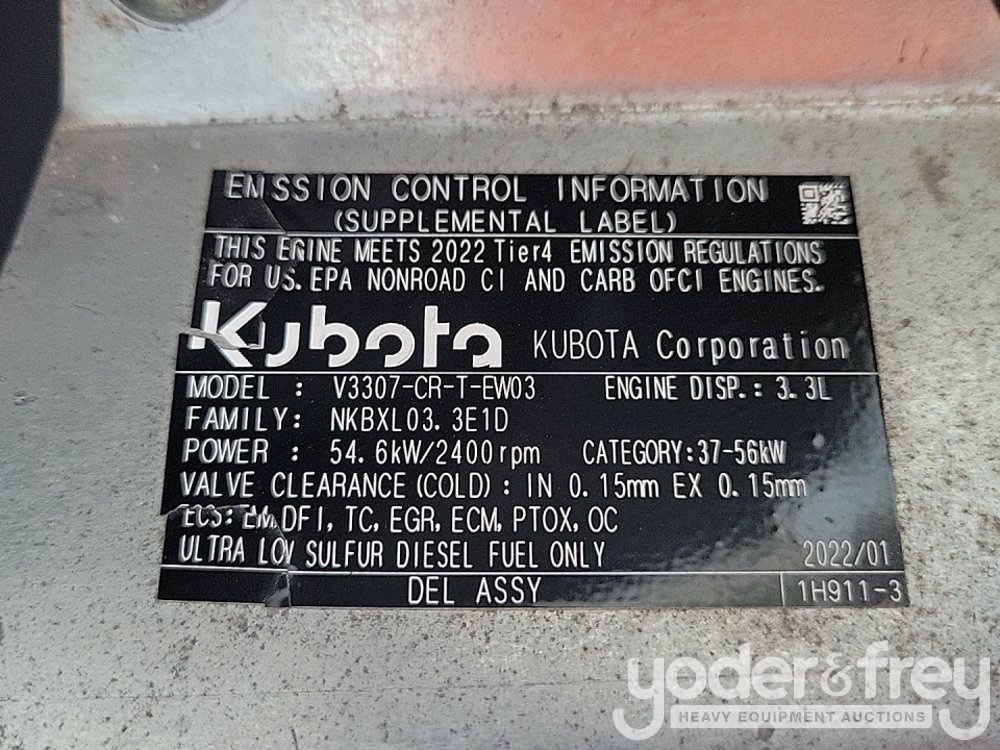 EMISSION CONTROL INFORMATION
(SUPPLEMENTAL LABEL)
THIS ENGINE MEETS 2022 Tier4 EMISSION REGULATIONS
FOR US. EPA NONROAD CI AND CARB OFCI ENGINES.
Kubota KUBOTA Corporation
MODEL : V3307-CR-T-EW03 ENGINE DISP.: 3.3L
FAMILY: NKBXL03.3E1D
POWER : 54.6kW/2400rpm CATEGORY:37-56kW
VALVE CLEARANCE(COLD): IN 0.15mm EX 0.15mm
ECS: EM,DFI,TC,EGR,ECM,PTOX,OC
ULTRA LOW SULFUR DIESEL FUEL ONLY 2022/01
DEL ASSY 1H911-3
yoder&frey
HEAVY EQUIPMENT AUCTIONS